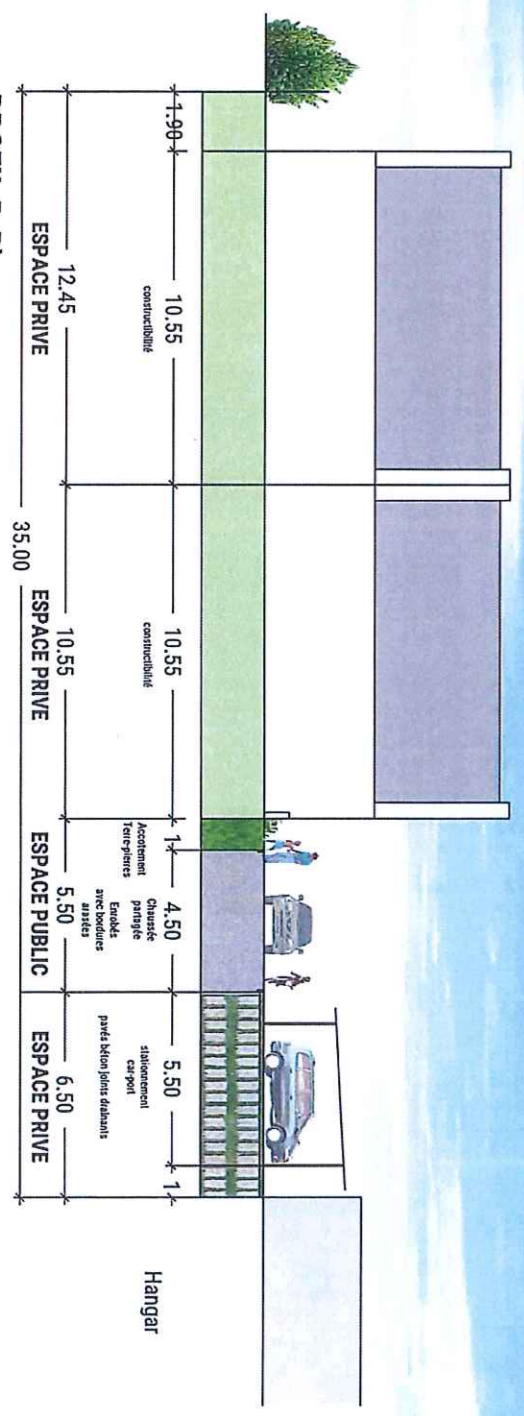 1.90
10.55
constructibilité
10.55
constructibilité
1
Accotement
Terre-pierres
4.50
Chaussée
partagée
Enrobés
avec bordures
arasées
5.50
stationnement
car-port
pavés béton joints drainants
1
Hangar
12.45
ESPACE PRIVE
10.55
ESPACE PRIVE
5.50
ESPACE PUBLIC
6.50
ESPACE PRIVE
35.00